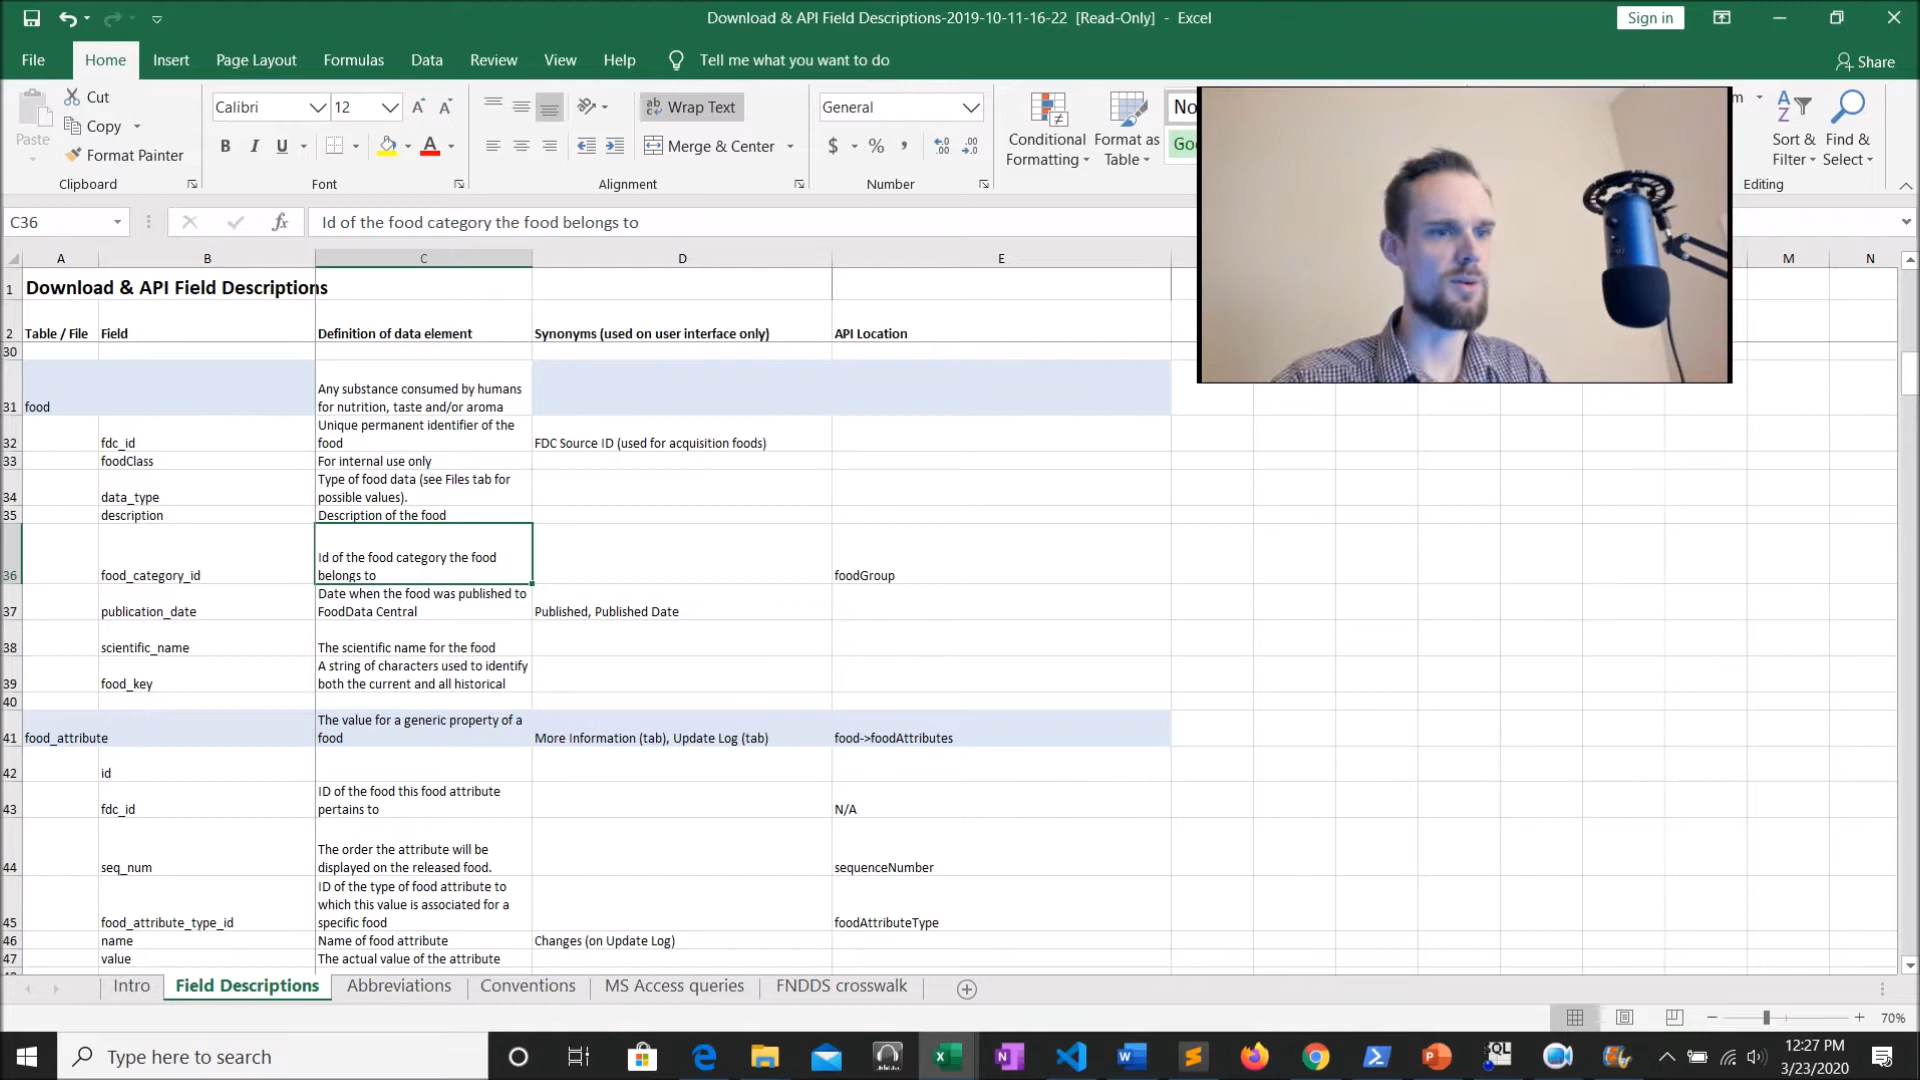 Download & API Field Descriptions-2019-10-11-16-22 [Read-Only] - Excel
Sign in
File Home Insert Page Layout Formulas Data Review View Help Tell me what you want to do
Share
Paste
Cut
Copy
Format Painter
Clipboard
Calibri 12
B I U
Font
Wrap Text
Merge & Center
Alignment
General
$ % ,
Number
Conditional Formatting
Format as Table
Sort & Filter
Find & Select
Editing
C36
fx
Id of the food category the food belongs to
A B C D E M N
1 Download & API Field Descriptions
2 Table / File Field Definition of data element Synonyms (used on user interface only) API Location
30
31 food Any substance consumed by humans
for nutrition, taste and/or aroma
32 fdc_id Unique permanent identifier of the
food FDC Source ID (used for acquisition foods)
33 foodClass For internal use only
34 data_type Type of food data (see Files tab for
possible values).
35 description Description of the food
36 food_category_id Id of the food category the food
belongs to foodGroup
37 publication_date Date when the food was published to
FoodData Central Published, Published Date
38 scientific_name The scientific name for the food
39 food_key A string of characters used to identify
both the current and all historical
40
41 food_attribute The value for a generic property of a
food More Information (tab), Update Log (tab) food->foodAttributes
42 id
43 fdc_id ID of the food this food attribute
pertains to N/A
44 seq_num The order the attribute will be
displayed on the released food. sequenceNumber
45 food_attribute_type_id ID of the type of food attribute to
which this value is associated for a
specific food foodAttributeType
46 name Name of food attribute Changes (on Update Log)
47 value The actual value of the attribute
Intro Field Descriptions Abbreviations Conventions MS Access queries FNDDS crosswalk
70%
Type here to search
12:27 PM
3/23/2020